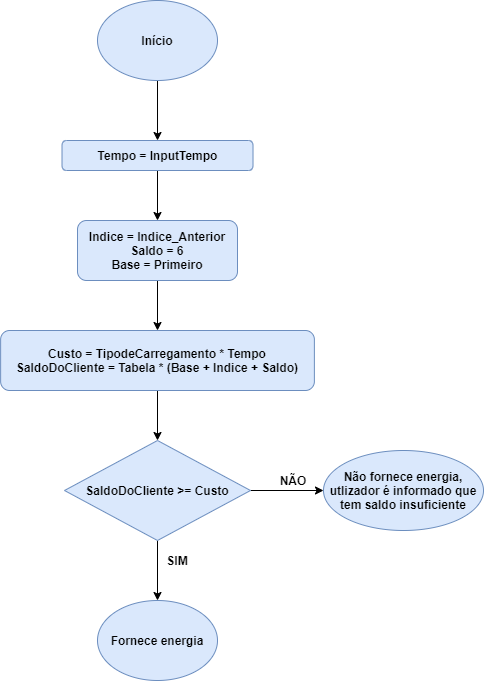 Início
Tempo = InputTempo
Indice = Indice_Anterior
Saldo = 6
Base = Primeiro
Custo = TipodeCarregamento * Tempo
SaldoDoCliente = Tabela * (Base + Indice + Saldo)
SaldoDoCliente >= Custo
NÃO
Não fornece energia,
utlizador é informado que
tem saldo insuficiente
SIM
Fornece energia